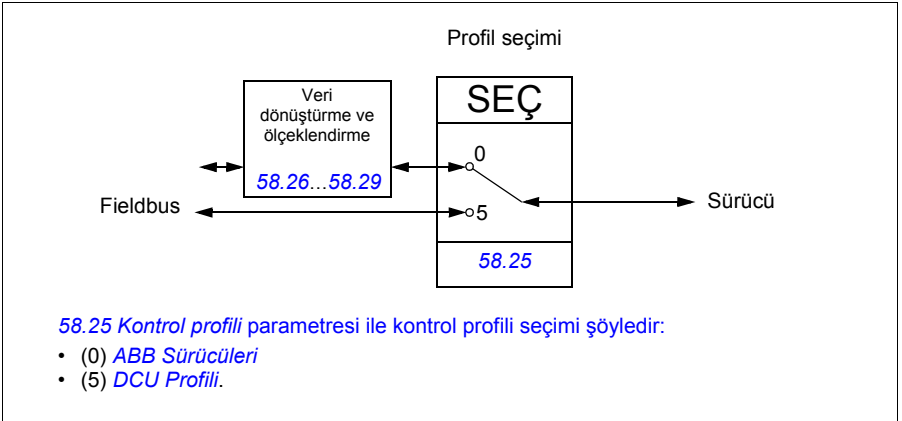 Profil seçimi
Veri
dönüştürme ve
ölçeklendirme
58.26...58.29
SEÇ
0
Fieldbus
5
Sürücü
58.25
58.25 Kontrol profili parametresi ile kontrol profili seçimi şöyledir:
• (0) ABB Sürücüleri
• (5) DCU Profili.